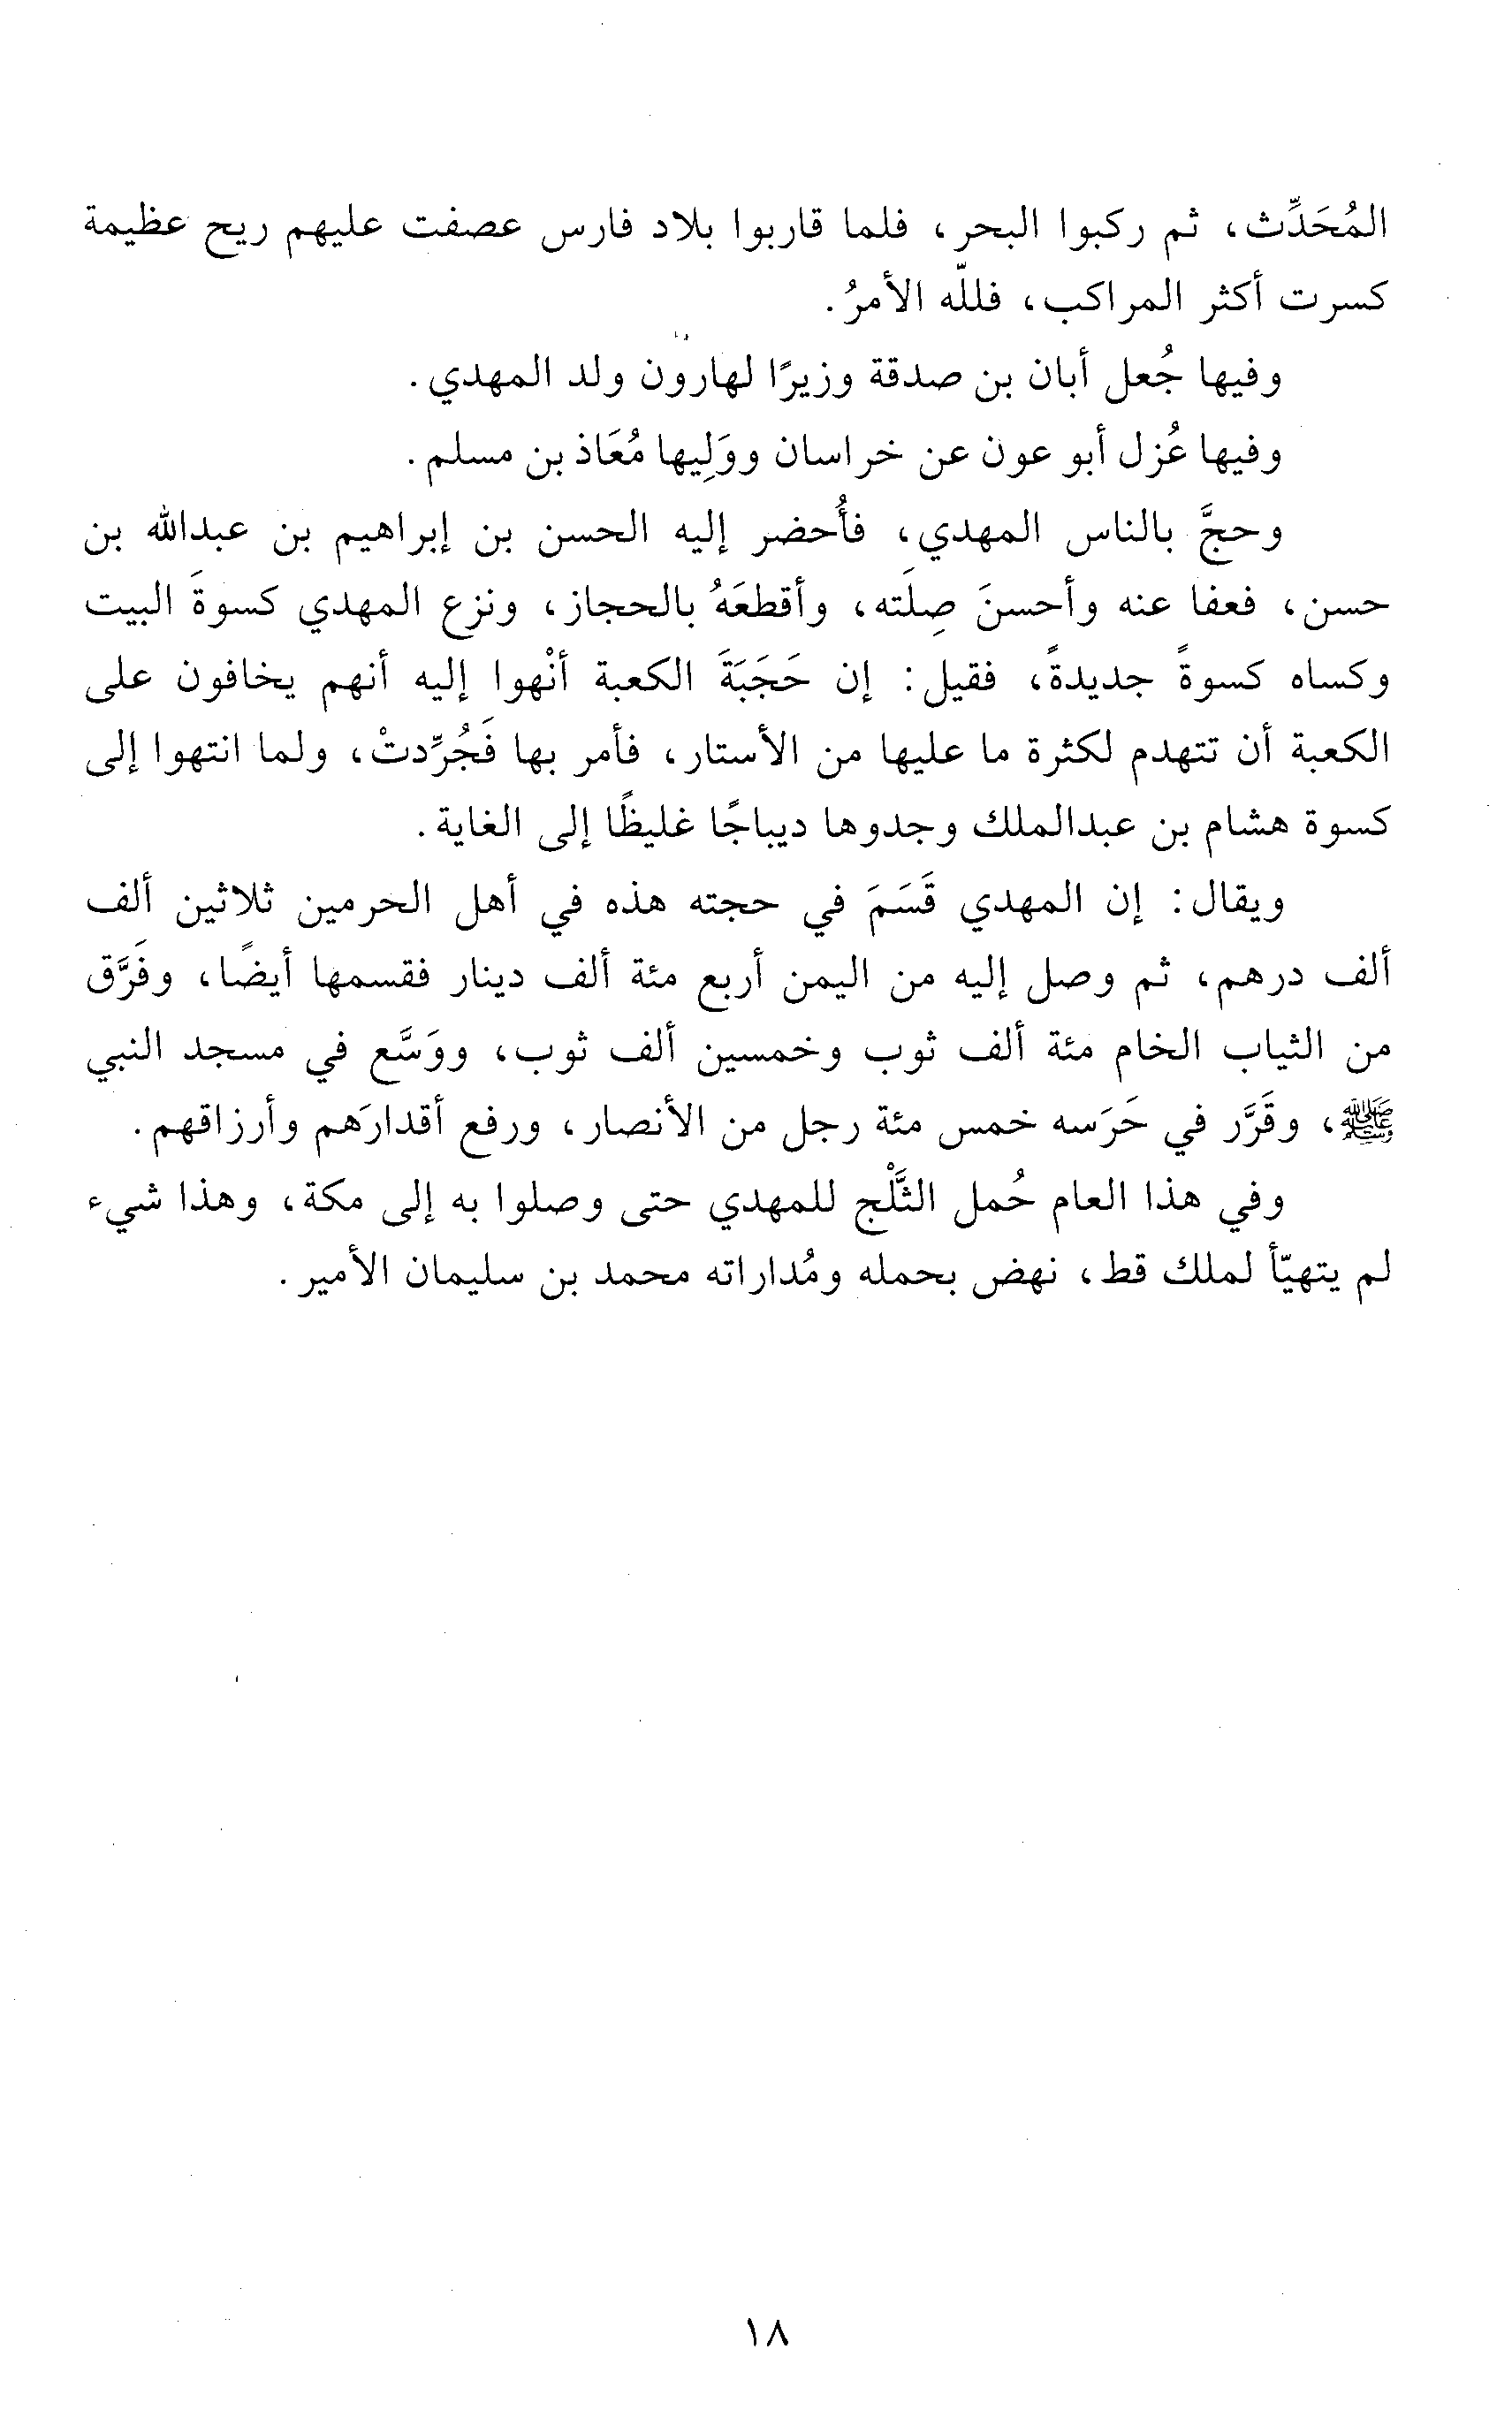 المُحَدِّث، ثم ركبوا البحر، فلما قاربوا بلاد فارس عصفت عليهم ريح عظيمة
كسرت أكثر المراكب، فللّه الأمرُ.
وفيها جُعل أبان بن صدقة وزيرًا لهارون ولد المهدي.
وفيها عُزل أبو عون عن خراسان ووَلِيها مُعَاذ بن مسلم.
وحجَّ بالناس المهدي، فأُحضر إليه الحسن بن إبراهيم بن عبدالله بن
حسن، فعفا عنه وأحسنَ صِلَته، وأقطعَهُ بالحجاز، ونزع المهدي كسوةَ البيت
وكساه كسوةً جديدةً، فقيل: إن حَجَبَةَ الكعبة أنْهوا إليه أنهم يخافون على
الكعبة أن تتهدم لكثرة ما عليها من الأستار، فأمر بها فَجُرِّدتْ، ولما انتهوا إلى
كسوة هشام بن عبدالملك وجدوها ديباجًا غليظًا إلى الغاية.
ويقال: إن المهدي قَسَمَ في حجته هذه في أهل الحرمين ثلاثين ألف
ألف درهم، ثم وصل إليه من اليمن أربع مئة ألف دينار فقسمها أيضًا، وفَرَّق
من الثياب الخام مئة ألف ثوب وخمسين ألف ثوب، ووَسَّع في مسجد النبي
ﷺ، وقَرَّر في حَرَسه خمس مئة رجل من الأنصار، ورفع أقدارَهم وأرزاقهم.
وفي هذا العام حُمل الثَّلْج للمهدي حتى وصلوا به إلى مكة، وهذا شيء
لم يتهيّأ لملك قط، نهض بحمله ومُداراته محمد بن سليمان الأمير.
١٨